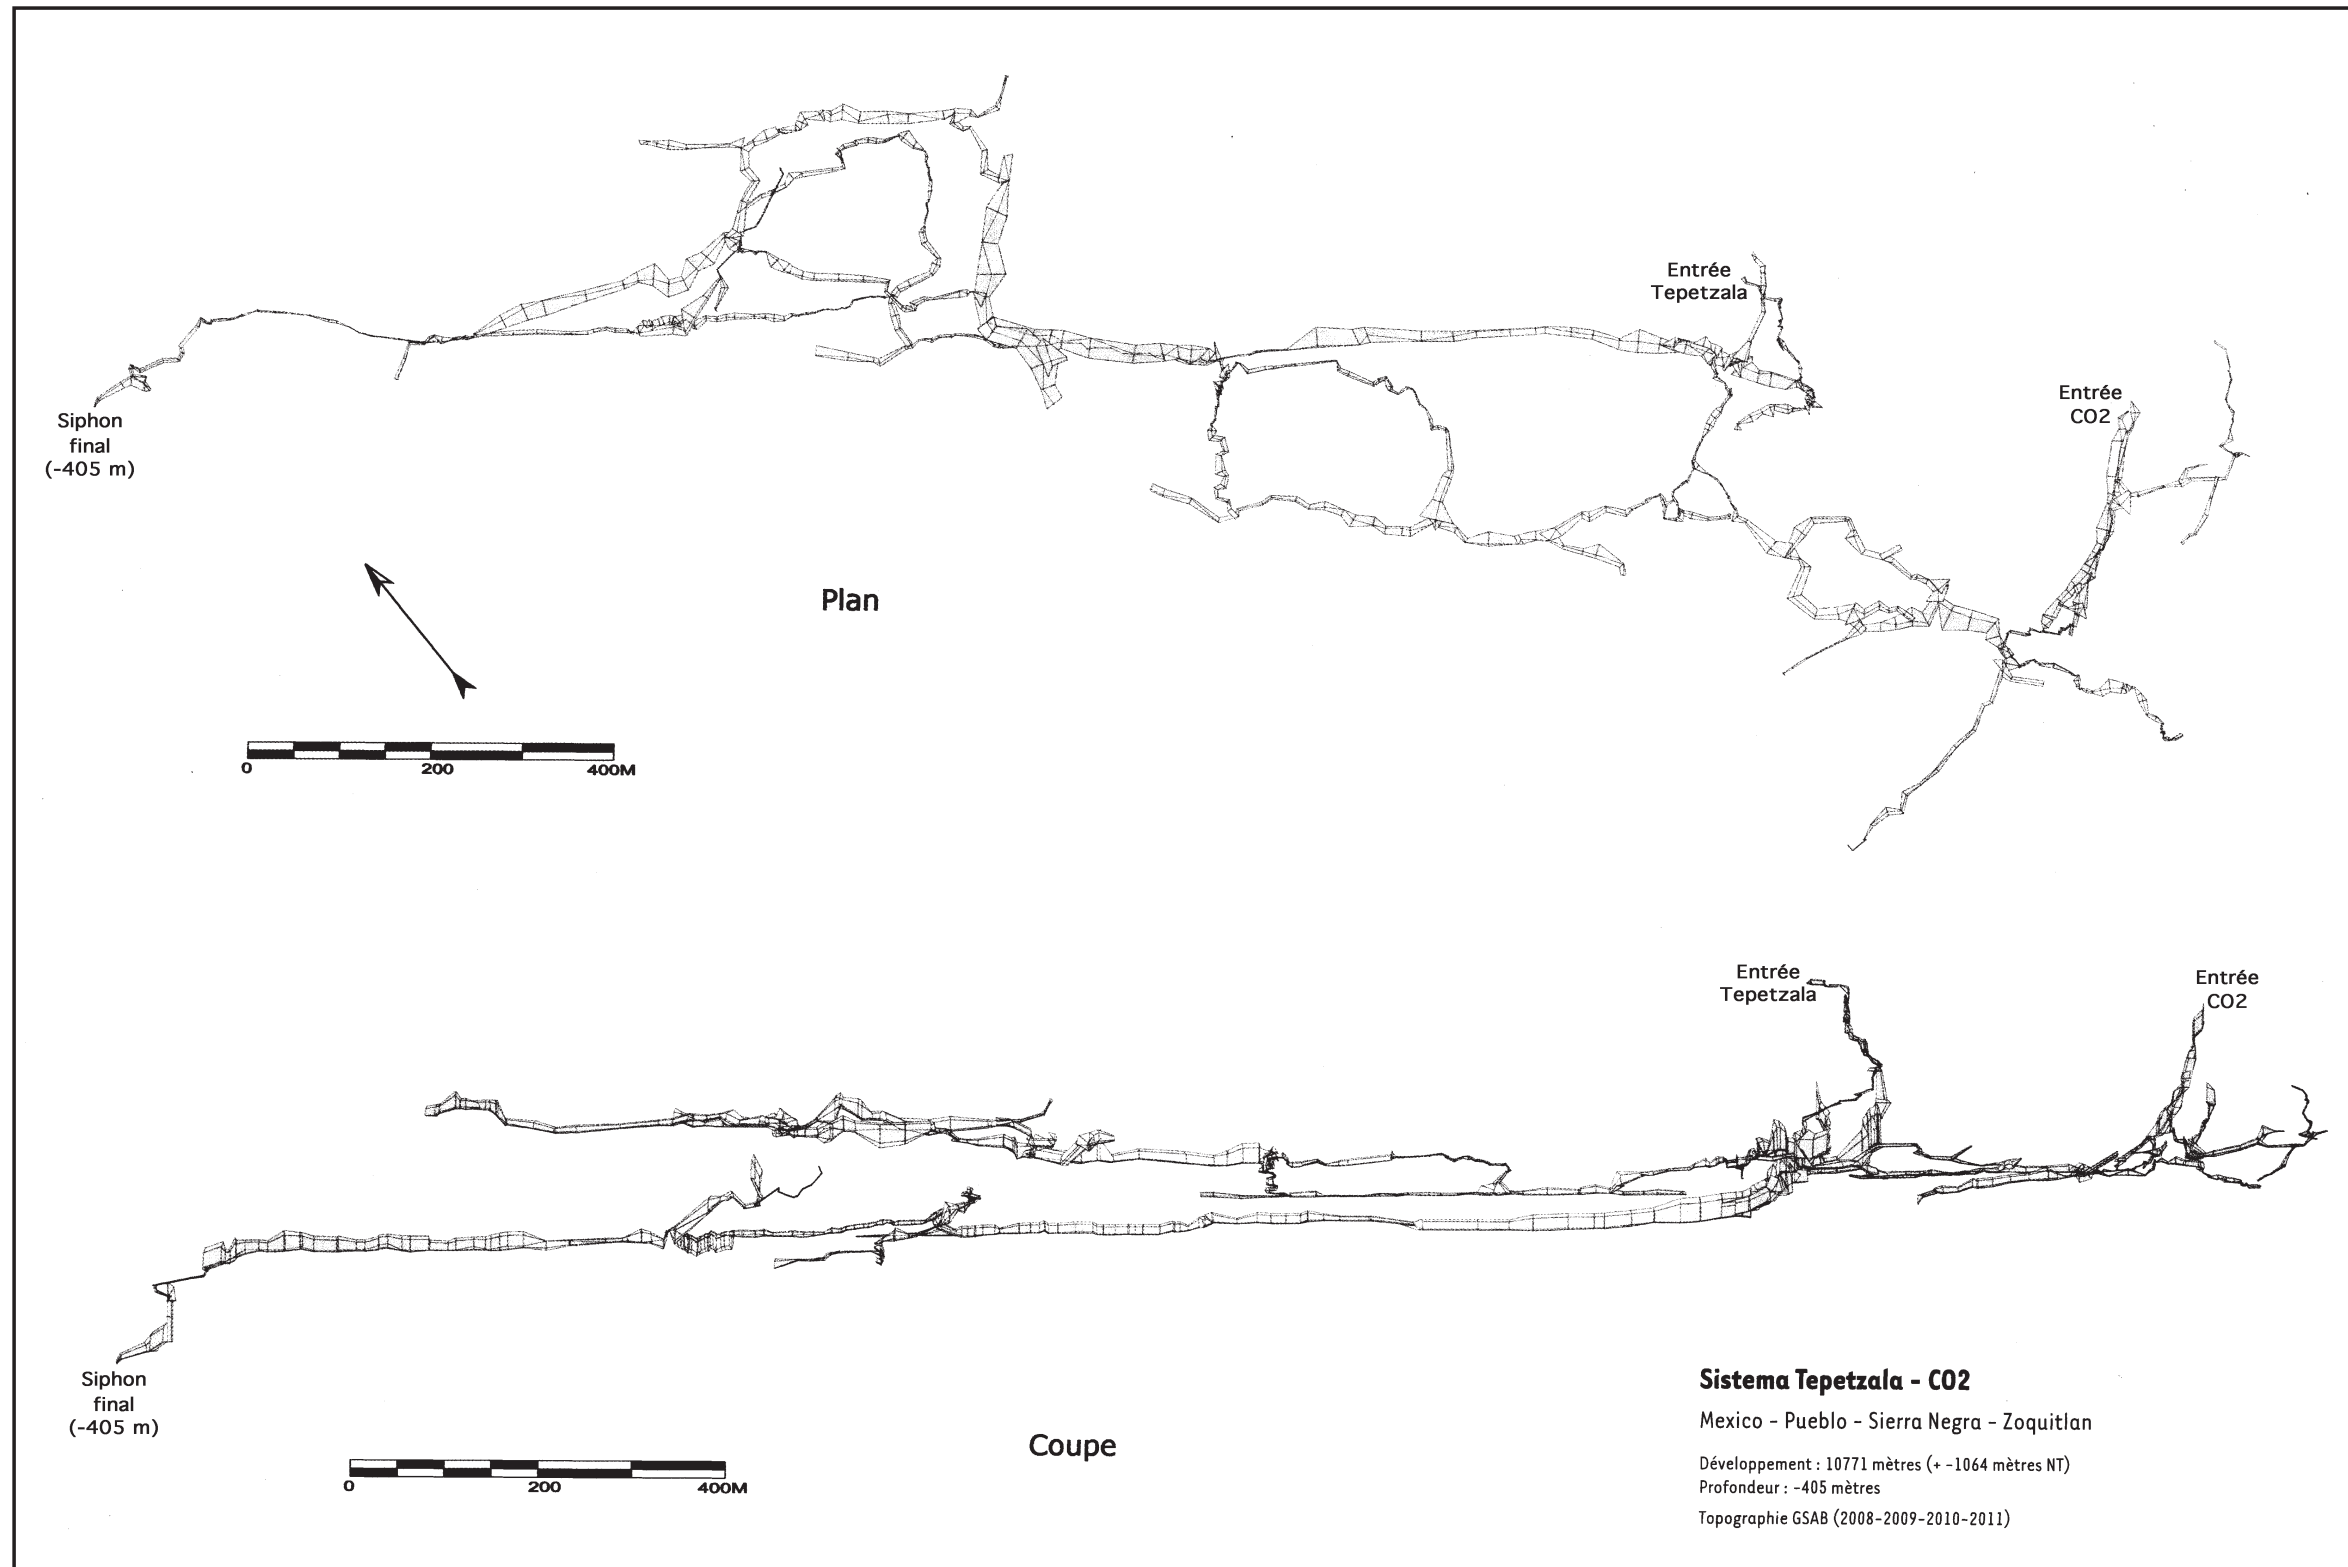 Entrée
Tepetzala
Entrée
CO2
Siphon
final
(-405 m)
Plan
0 200 400M
Entrée
Tepetzala
Entrée
CO2
Siphon
final
(-405 m)
Coupe
0 200 400M
Sistema Tepetzala - CO2
Mexico - Pueblo - Sierra Negra - Zoquitlan
Développement : 10771 mètres (+ -1064 mètres NT)
Profondeur : -405 mètres
Topographie GSAB (2008-2009-2010-2011)